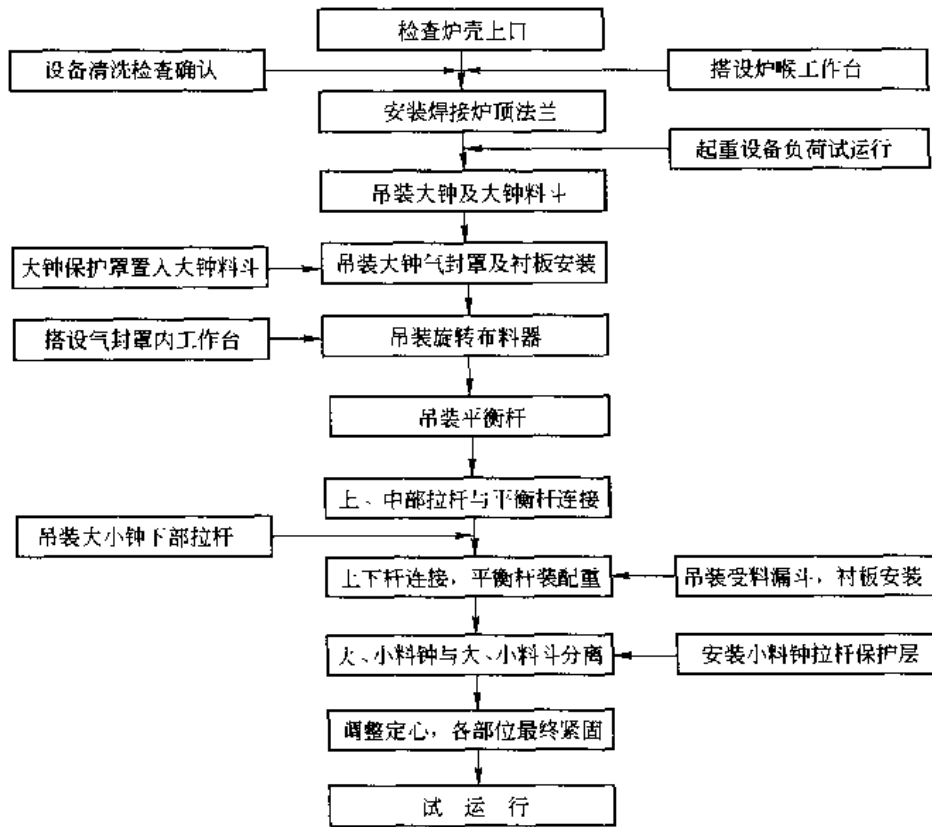 检查炉壳上口
设备清洗检查确认
搭设炉喉工作台
安装焊接炉顶法兰
起重设备负荷试运行
吊装大钟及大钟料斗
大钟保护罩置入大钟料斗
吊装大钟气封罩及衬板安装
搭设气封罩内工作台
吊装旋转布料器
吊装平衡杆
上、中部拉杆与平衡杆连接
吊装大小钟下部拉杆
上下杆连接，平衡杆装配重
吊装受料漏斗，衬板安装
大、小料钟与大、小料斗分离
安装小料钟拉杆保护层
调整定心，各部位最终紧固
试 运 行